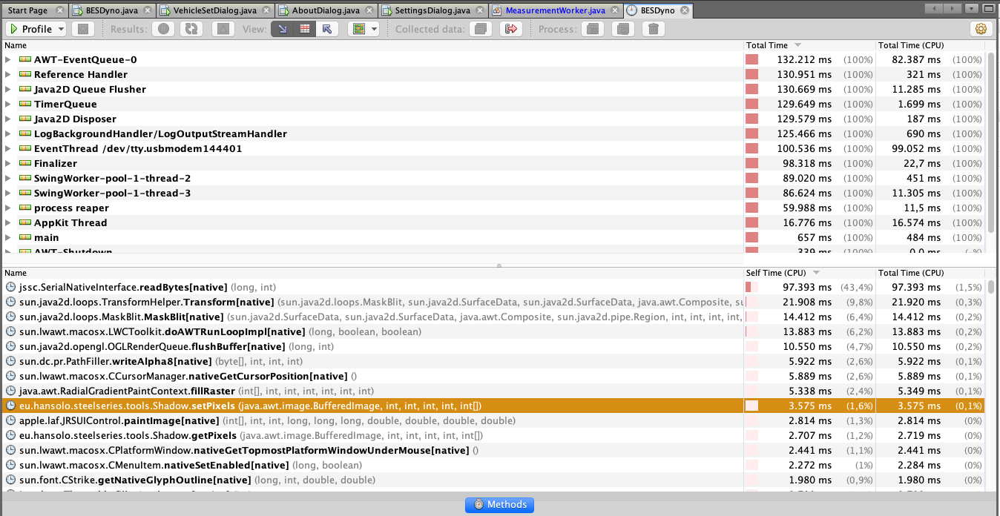 Start Page BESDyno.java VehicleSetDialog.java AboutDialog.java SettingsDialog.java MeasurementWorker.java BESDyno
Profile Results: View: Collected data: Process:
Name Total Time Total Time (CPU)
AWT-EventQueue-0 132.212 ms (100%) 82.387 ms (100%)
Reference Handler 130.951 ms (100%) 321 ms (100%)
Java2D Queue Flusher 130.669 ms (100%) 11.285 ms (100%)
TimerQueue 129.649 ms (100%) 1.699 ms (100%)
Java2D Disposer 129.579 ms (100%) 187 ms (100%)
LogBackgroundHandler/LogOutputStreamHandler 125.466 ms (100%) 690 ms (100%)
EventThread /dev/tty.usbmodem144401 100.536 ms (100%) 99.052 ms (100%)
Finalizer 98.318 ms (100%) 22,7 ms (100%)
SwingWorker-pool-1-thread-2 89.020 ms (100%) 451 ms (100%)
SwingWorker-pool-1-thread-3 86.624 ms (100%) 11.305 ms (100%)
process reaper 59.988 ms (100%) 11,5 ms (100%)
AppKit Thread 16.776 ms (100%) 16.574 ms (100%)
main 657 ms (100%) 484 ms (100%)
AWT-Shutdown 339 ms (100%) 0,0 ms (-%)
Name Self Time (CPU) Total Time (CPU)
jssc.SerialNativeInterface.readBytes[native] (long, int) 97.393 ms (43,4%) 97.393 ms (1,5%)
sun.java2d.loops.TransformHelper.Transform[native] (sun.java2d.loops.MaskBlit, sun.java2d.SurfaceData, sun.java2d.SurfaceData, java.awt.Composite, su 21.908 ms (9,8%) 21.920 ms (0,3%)
sun.java2d.loops.MaskBlit.MaskBlit[native] (sun.java2d.SurfaceData, sun.java2d.SurfaceData, java.awt.Composite, sun.java2d.pipe.Region, int, int, int, int, 14.412 ms (6,4%) 14.412 ms (0,2%)
sun.lwawt.macosx.LWCToolkit.doAWTRunLoopImpl[native] (long, boolean, boolean) 13.883 ms (6,2%) 13.883 ms (0,2%)
sun.java2d.opengl.OGLRenderQueue.flushBuffer[native] (long, int) 10.550 ms (4,7%) 10.550 ms (0,2%)
sun.dc.pr.PathFiller.writeAlpha8[native] (byte[], int, int, int) 5.922 ms (2,6%) 5.922 ms (0,1%)
sun.lwawt.macosx.CCursorManager.nativeGetCursorPosition[native] () 5.889 ms (2,6%) 5.889 ms (0,1%)
java.awt.RadialGradientPaintContext.fillRaster (int[], int, int, int, int, int) 5.338 ms (2,4%) 5.349 ms (0,1%)
eu.hansolo.steelseries.tools.Shadow.setPixels (java.awt.image.BufferedImage, int, int, int, int, int[]) 3.575 ms (1,6%) 3.575 ms (0,1%)
apple.laf.JRSUIControl.paintImage[native] (int[], int, int, long, long, long, double, double, double, double) 2.814 ms (1,3%) 2.814 ms (0%)
eu.hansolo.steelseries.tools.Shadow.getPixels (java.awt.image.BufferedImage, int, int, int, int, int[]) 2.707 ms (1,2%) 2.719 ms (0%)
sun.lwawt.macosx.CPlatformWindow.nativeGetTopmostPlatformWindowUnderMouse[native] () 2.441 ms (1,1%) 2.441 ms (0%)
sun.lwawt.macosx.CMenuItem.nativeSetEnabled[native] (long, boolean) 2.272 ms (1%) 2.284 ms (0%)
sun.font.CStrike.getNativeGlyphOutline[native] (long, int, double, double) 1.980 ms (0,9%) 1.980 ms (0%)
Methods